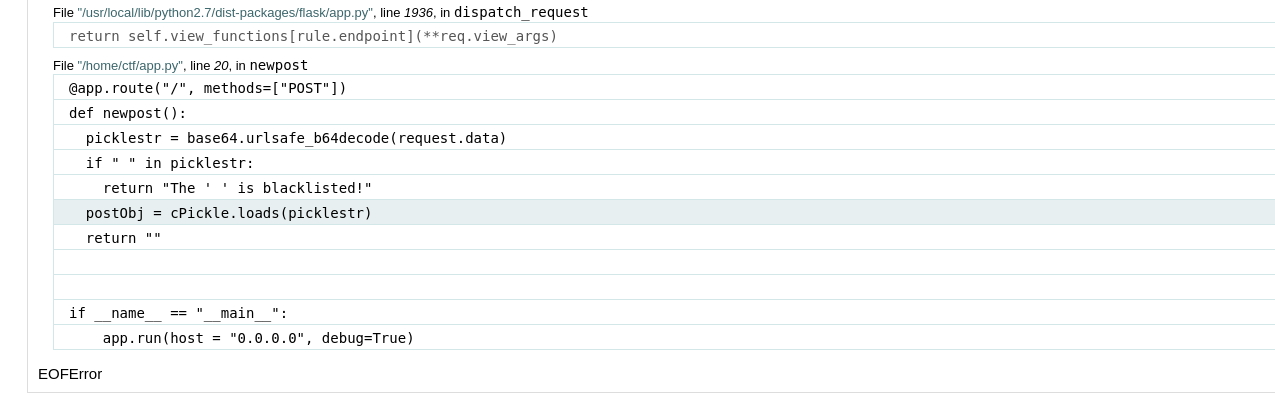 File "/usr/local/lib/python2.7/dist-packages/flask/app.py", line 1936, in dispatch_request
return self.view_functions[rule.endpoint](**req.view_args)
File "/home/ctf/app.py", line 20, in newpost
@app.route("/", methods=["POST"])
def newpost():
  picklestr = base64.urlsafe_b64decode(request.data)
  if " " in picklestr:
    return "The ' ' is blacklisted!"
  postObj = cPickle.loads(picklestr)
  return ""
if __name__ == "__main__":
    app.run(host = "0.0.0.0", debug=True)
EOFError